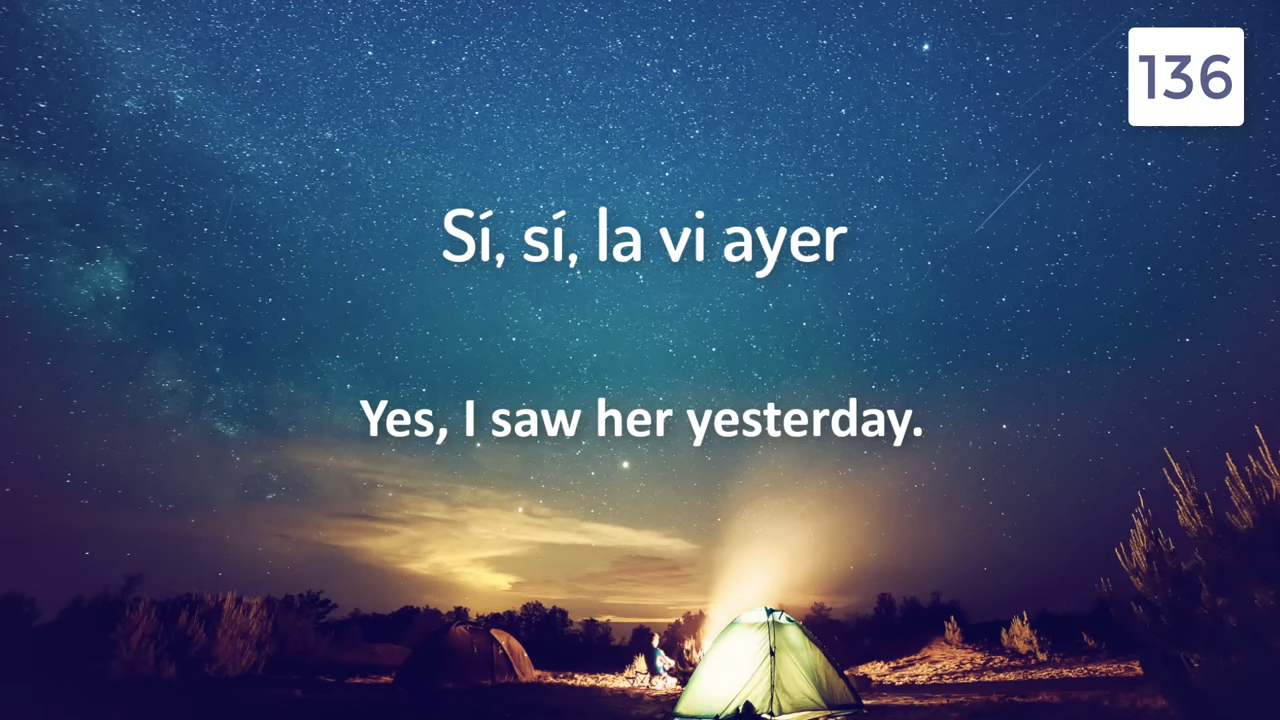 136
Sí, sí, la vi ayer
Yes, I saw her yesterday.